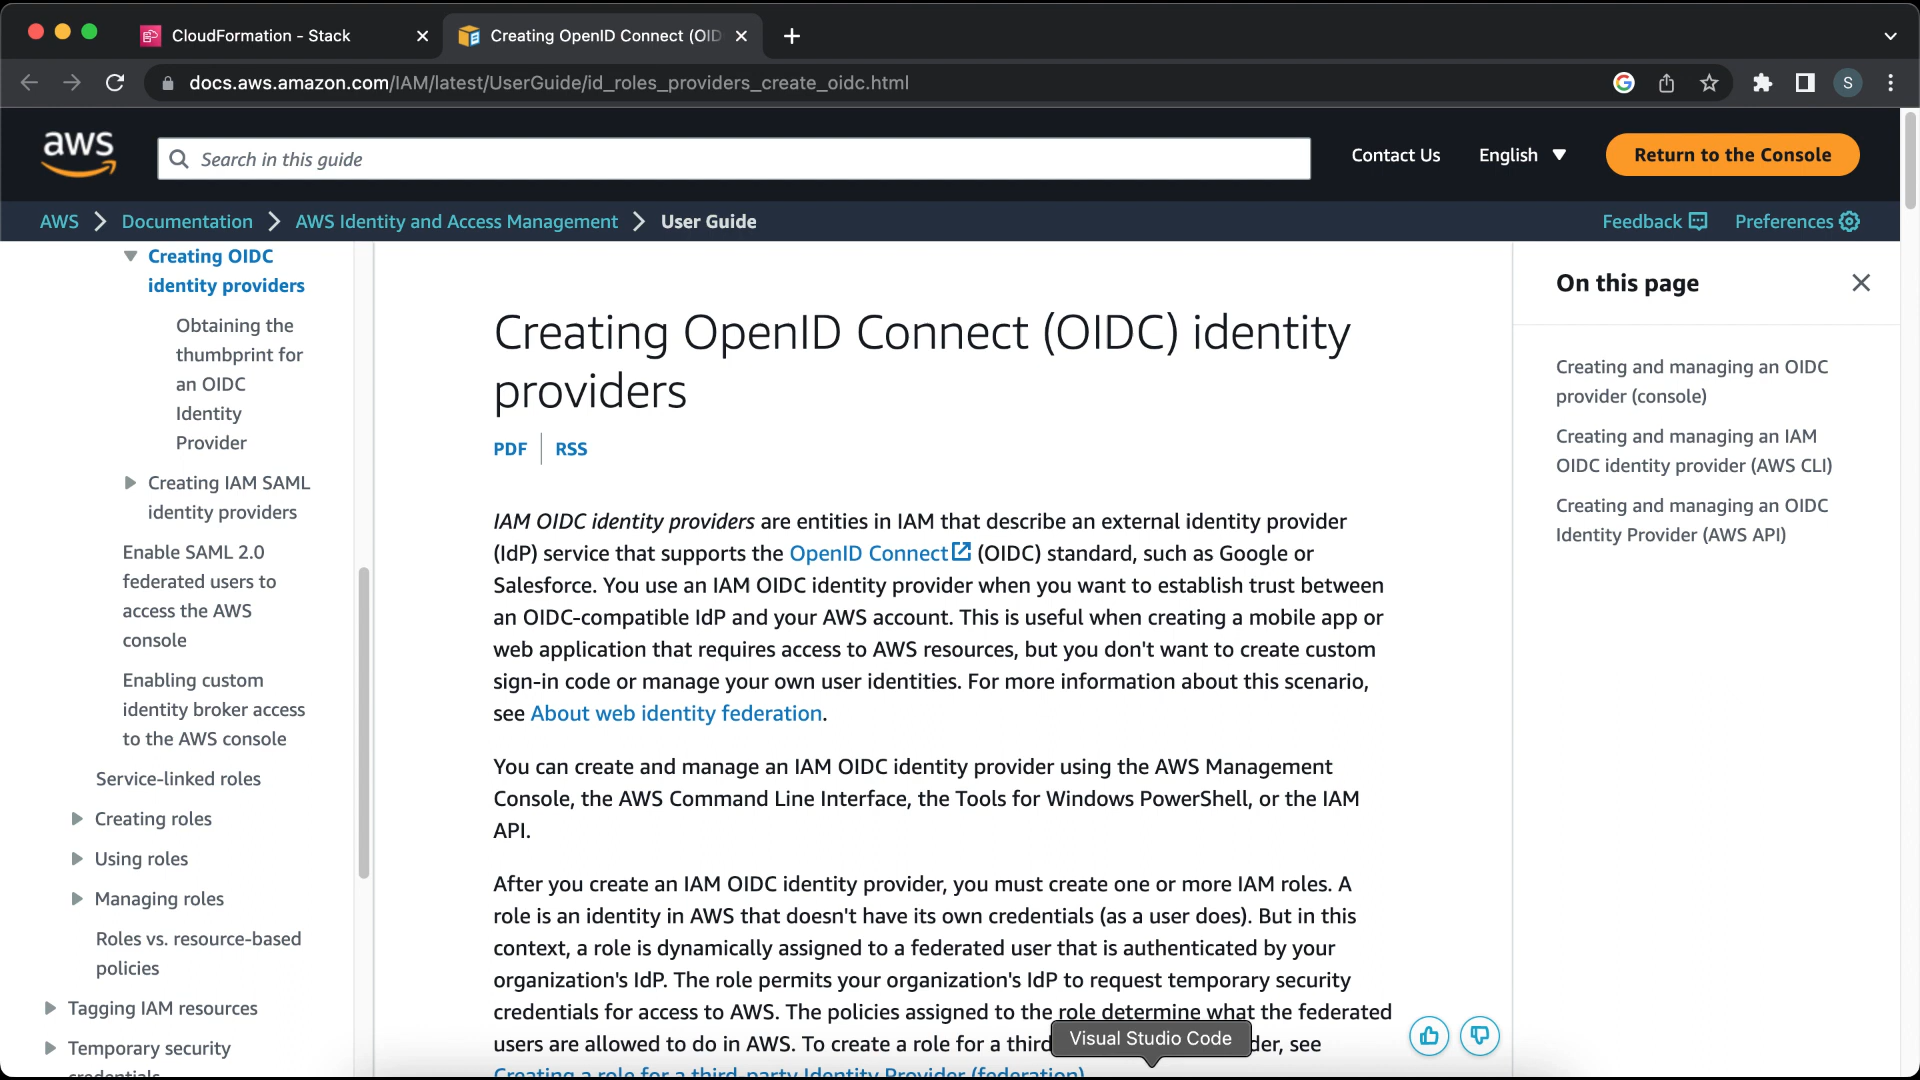 CloudFormation - Stack
Creating OpenID Connect (OID
docs.aws.amazon.com/IAM/latest/UserGuide/id_roles_providers_create_oidc.html
S
aws
Search in this guide
Contact Us
English
Return to the Console
AWS
Documentation
AWS Identity and Access Management
User Guide
Feedback
Preferences
Creating OIDC
identity providers
Obtaining the
thumbprint for
an OIDC
Identity
Provider
Creating IAM SAML
identity providers
Enable SAML 2.0
federated users to
access the AWS
console
Enabling custom
identity broker access
to the AWS console
Service-linked roles
Creating roles
Using roles
Managing roles
Roles vs. resource-based
policies
Tagging IAM resources
Temporary security
credentials
Creating OpenID Connect (OIDC) identity
providers
PDF
RSS
IAM OIDC identity providers are entities in IAM that describe an external identity provider
(IdP) service that supports the OpenID Connect (OIDC) standard, such as Google or
Salesforce. You use an IAM OIDC identity provider when you want to establish trust between
an OIDC-compatible IdP and your AWS account. This is useful when creating a mobile app or
web application that requires access to AWS resources, but you don't want to create custom
sign-in code or manage your own user identities. For more information about this scenario,
see About web identity federation.
You can create and manage an IAM OIDC identity provider using the AWS Management
Console, the AWS Command Line Interface, the Tools for Windows PowerShell, or the IAM
API.
After you create an IAM OIDC identity provider, you must create one or more IAM roles. A
role is an identity in AWS that doesn't have its own credentials (as a user does). But in this
context, a role is dynamically assigned to a federated user that is authenticated by your
organization's IdP. The role permits your organization's IdP to request temporary security
credentials for access to AWS. The policies assigned to the role determine what the federated
users are allowed to do in AWS. To create a role for a third
der, see
Creating a role for a third-party Identity Provider (federation)
Visual Studio Code
On this page
Creating and managing an OIDC
provider (console)
Creating and managing an IAM
OIDC identity provider (AWS CLI)
Creating and managing an OIDC
Identity Provider (AWS API)